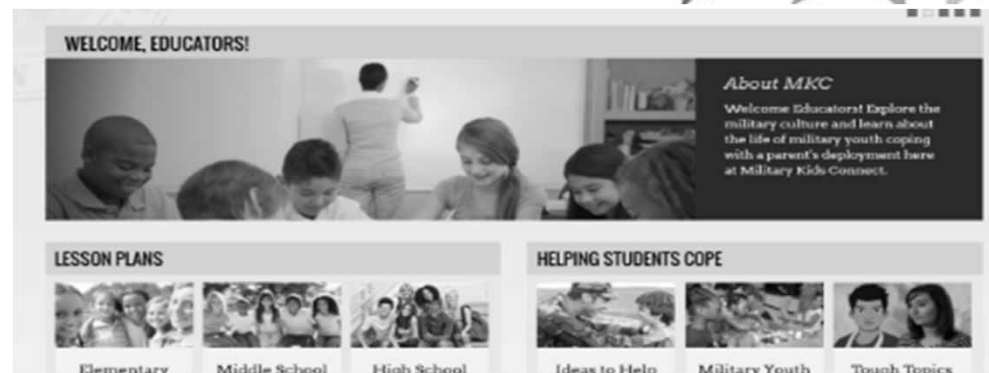 WELCOME, EDUCATORS!
About MKC
Welcome Educators! Explore the
military culture and learn about
the life of military youth coping
with a parent's deployment here
at Military Kids Connect.
LESSON PLANS
HELPING STUDENTS COPE
Elementary
Middle School
High School
Ideas to Help
Military Youth
Tough Topics